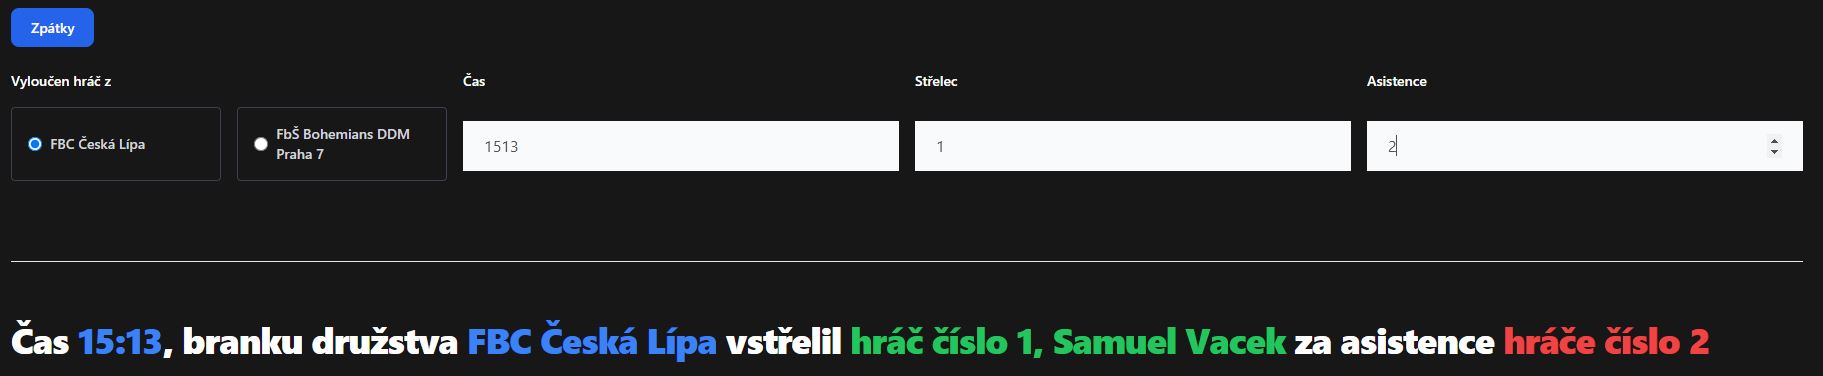 Zpátky
Vyloučen hráč z
Čas
Střelec
Asistence
FBC Česká Lípa
FbŠ Bohemians DDM
Praha 7
1513
1
2
Čas 15:13, branku družstva FBC Česká Lípa vstřelil hráč číslo 1, Samuel Vacek za asistence hráče číslo 2